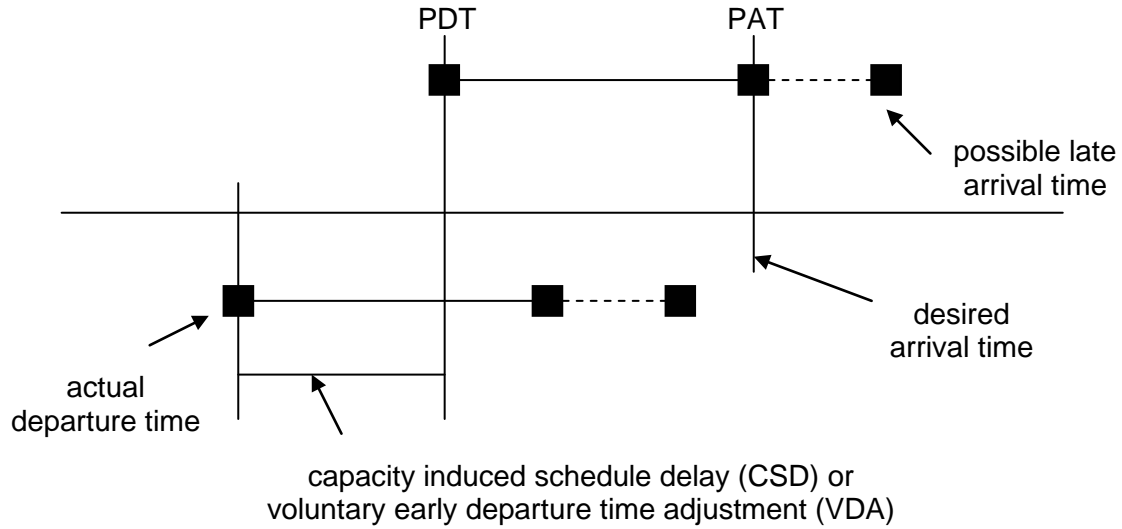 PDT
PAT
possible late
arrival time
desired
arrival time
actual
departure time
capacity induced schedule delay (CSD) or
voluntary early departure time adjustment (VDA)